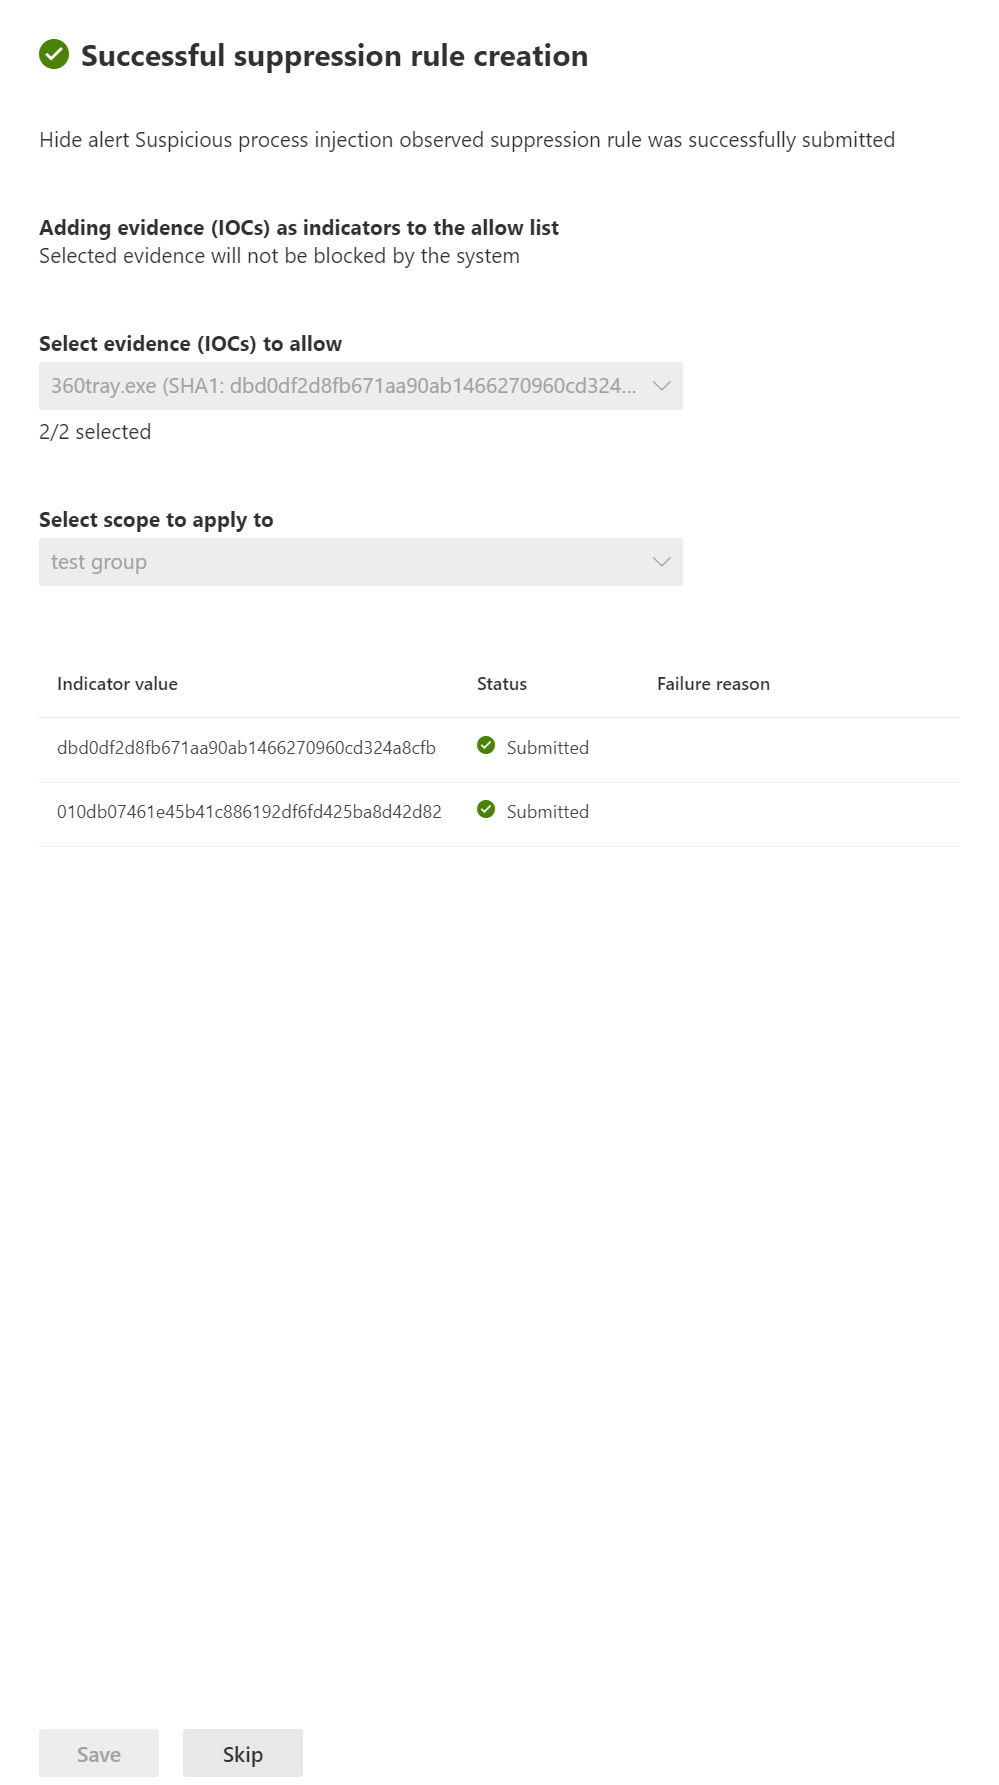 Successful suppression rule creation
Hide alert Suspicious process injection observed suppression rule was successfully submitted
Adding evidence (IOCs) as indicators to the allow list
Selected evidence will not be blocked by the system
Select evidence (IOCs) to allow
360tray.exe (SHA1: dbd0df2d8fb671aa90ab1466270960cd324...
2/2 selected
Select scope to apply to
test group
Indicator value Status Failure reason
dbd0df2d8fb671aa90ab1466270960cd324a8cfb Submitted
010db07461e45b41c886192df6fd425ba8d42d82 Submitted
Save Skip